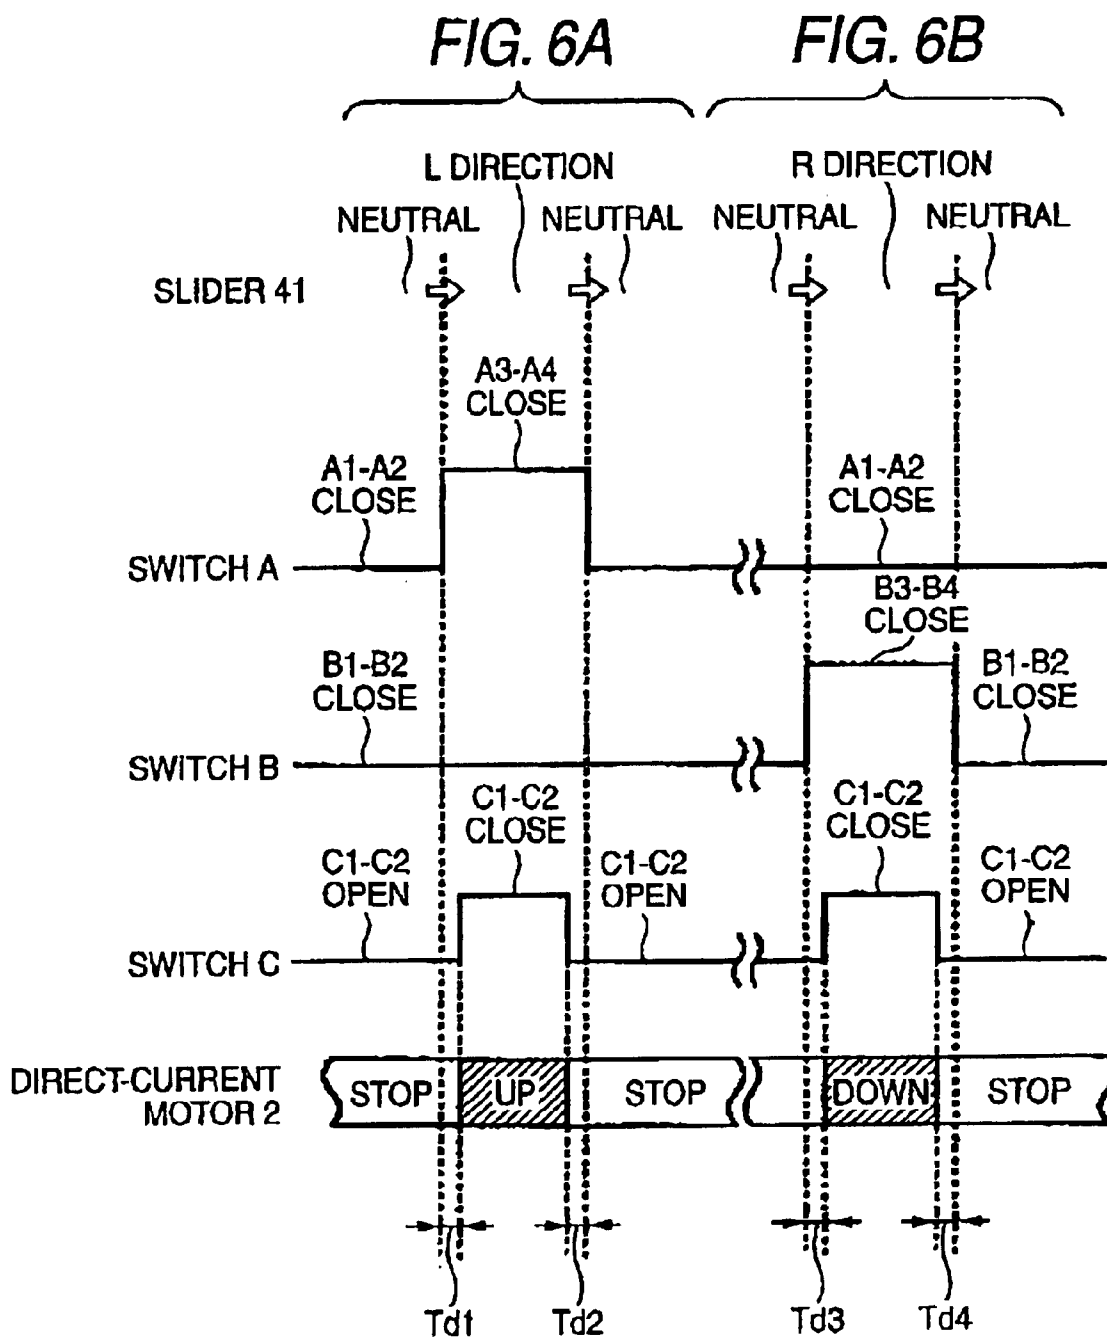 FIG. 6A
FIG. 6B
L DIRECTION
R DIRECTION
NEUTRAL
NEUTRAL
NEUTRAL
NEUTRAL
SLIDER 41
A3-A4
CLOSE
A1-A2
CLOSE
A1-A2
CLOSE
SWITCH A
B3-B4
CLOSE
B1-B2
CLOSE
B1-B2
CLOSE
SWITCH B
C1-C2
CLOSE
C1-C2
CLOSE
C1-C2
OPEN
C1-C2
OPEN
C1-C2
OPEN
SWITCH C
DIRECT-CURRENT
MOTOR 2
STOP
UP
STOP
DOWN
STOP
Td1
Td2
Td3
Td4